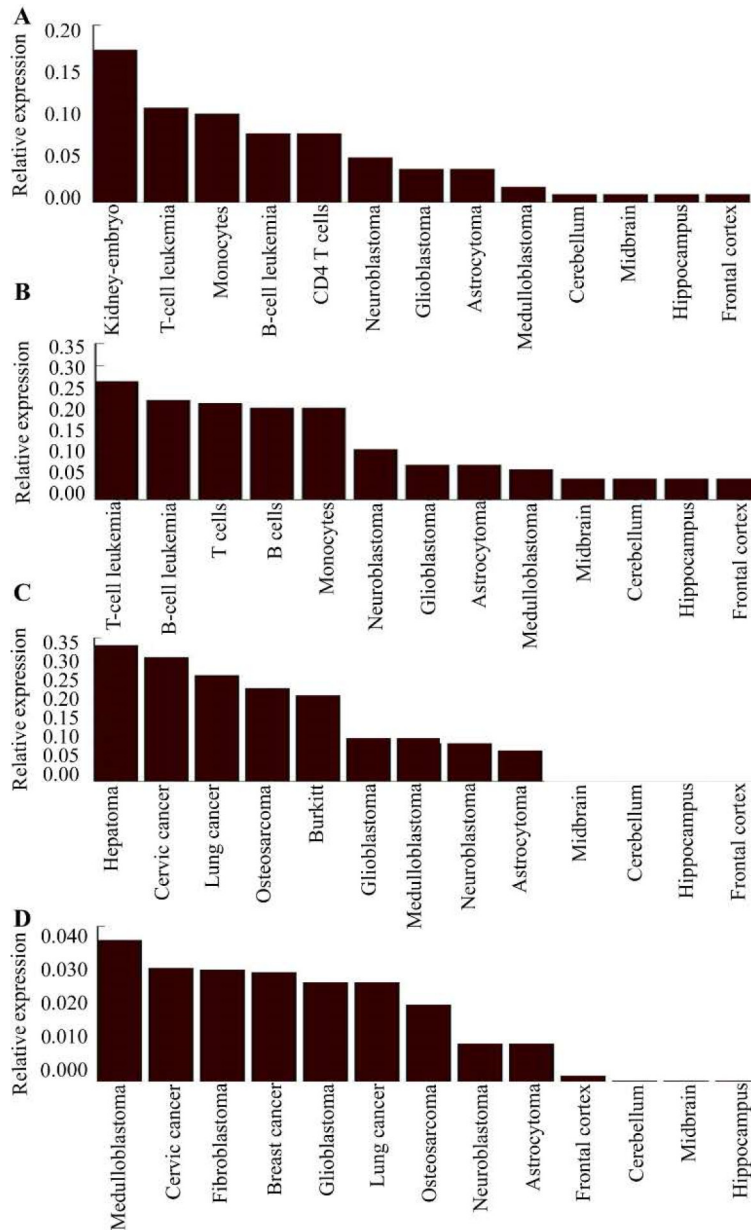 A
Relative expression
0.20
0.15
0.10
0.05
0.00
Kidney-embryo
T-cell leukemia
Monocytes
B-cell leukemia
CD4 T cells
Neuroblastoma
Glioblastoma
Astrocytoma
Medulloblastoma
Cerebellum
Midbrain
Hippocampus
Frontal cortex
B
Relative expression
0.35
0.30
0.25
0.20
0.15
0.10
0.05
0.00
T-cell leukemia
B-cell leukemia
T cells
B cells
Monocytes
Neuroblastoma
Glioblastoma
Astrocytoma
Medulloblastoma
Midbrain
Cerebellum
Hippocampus
Frontal cortex
C
Relative expression
0.35
0.30
0.25
0.20
0.15
0.10
0.05
0.00
Hepatoma
Cervic cancer
Lung cancer
Osteosarcoma
Burkitt
Glioblastoma
Medulloblastoma
Neuroblastoma
Astrocytoma
Midbrain
Cerebellum
Hippocampus
Frontal cortex
D
Relative expression
0.040
0.030
0.020
0.010
0.000
Medulloblastoma
Cervic cancer
Fibroblastoma
Breast cancer
Glioblastoma
Lung cancer
Osteosarcoma
Neuroblastoma
Astrocytoma
Frontal cortex
Cerebellum
Midbrain
Hippocampus